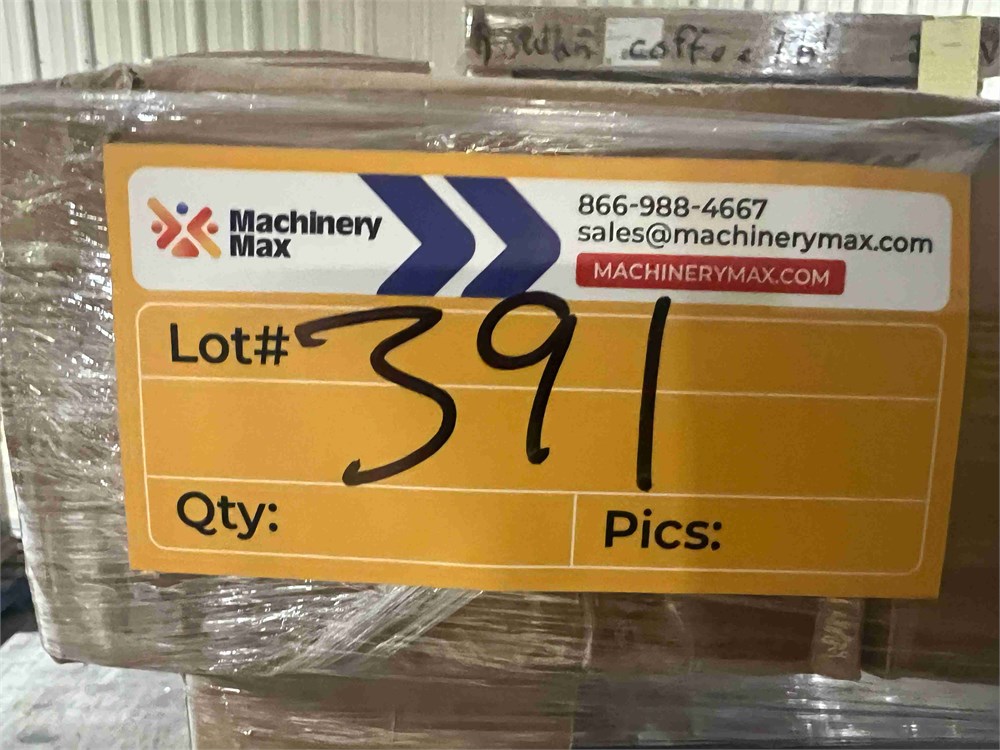 coffee
Machinery
Max
866-988-4667
sales@machinerymax.com
MACHINERYMAX.COM
Lot# 391
Qty:
Pics: